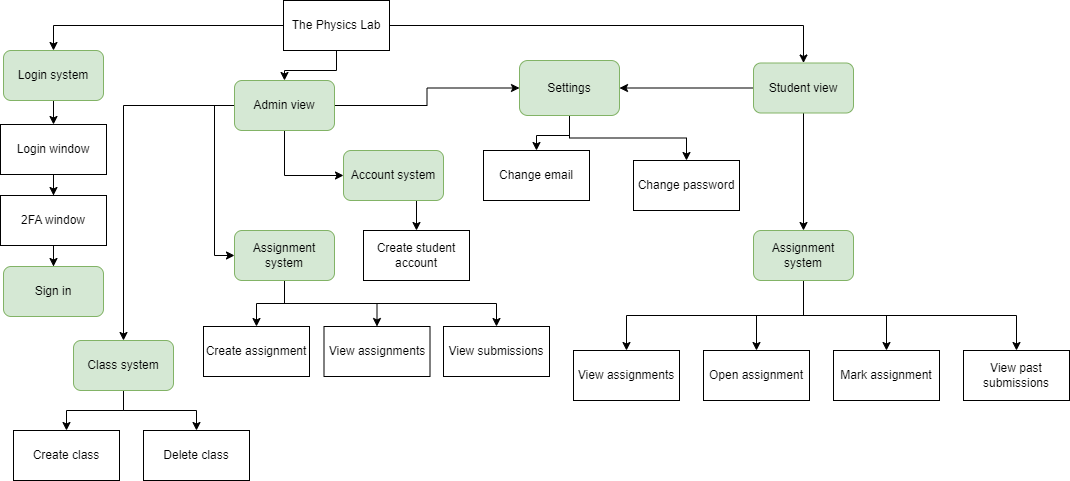 The Physics Lab
Login system
Admin view
Settings
Student view
Login window
Account system
Change email
Change password
2FA window
Assignment
system
Create student
account
Assignment
system
Sign in
Class system
Create assignment
View assignments
View submissions
View assignments
Open assignment
Mark assignment
View past
submissions
Create class
Delete class